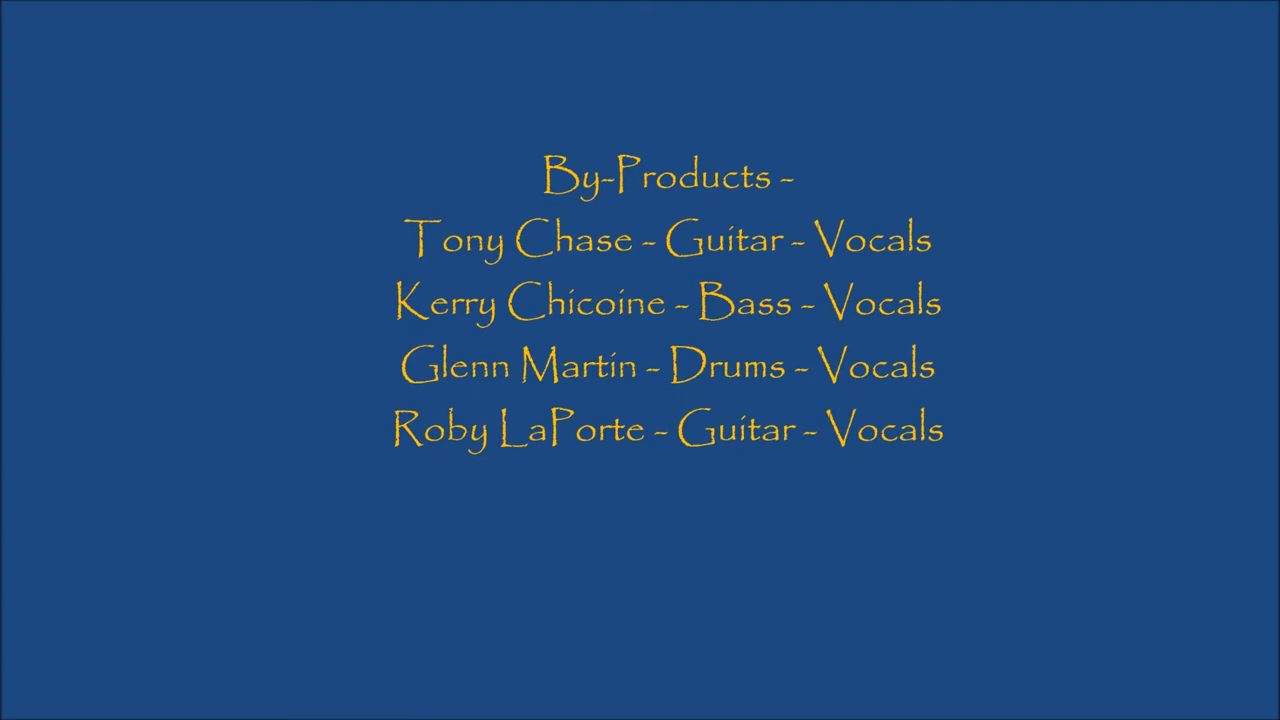 By-Products -
Tony Chase - Guitar - Vocals
Kerry Chicoine - Bass - Vocals
Glenn Martin - Drums - Vocals
Roby LaPorte - Guitar - Vocals